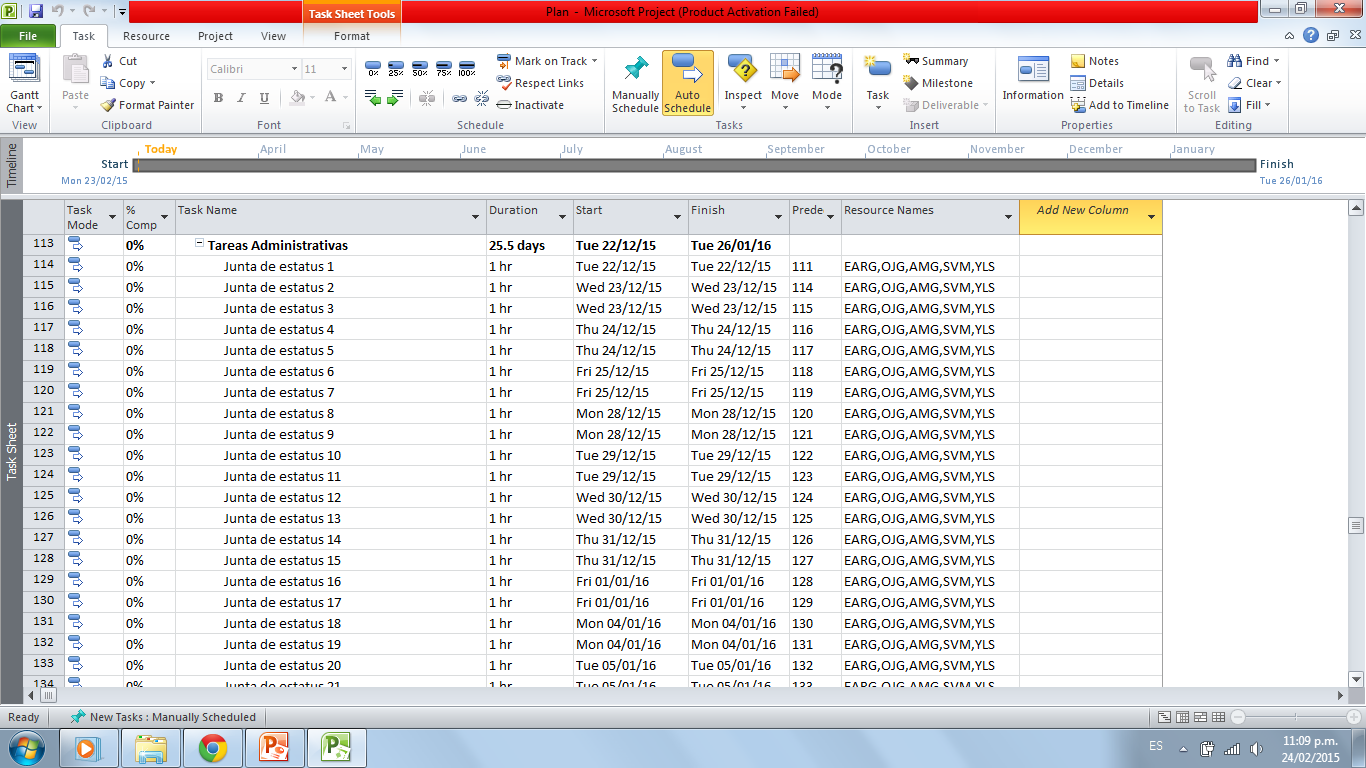 Task Sheet Tools
Plan - Microsoft Project (Product Activation Failed)
File Task Resource Project View Format
Gantt Chart
View
Paste
Cut
Copy
Format Painter
Clipboard
Calibri 11
B I U A
Font
0% 25% 50% 75% 100%
Mark on Track
Respect Links
Inactivate
Schedule
Manually Schedule
Auto Schedule
Inspect
Move
Mode
Tasks
Task
Summary
Milestone
Deliverable
Insert
Information
Notes
Details
Add to Timeline
Properties
Scroll to Task
Find
Clear
Fill
Editing
Timeline
Today April May June July August September October November December January
Start
Mon 23/02/15
Finish
Tue 26/01/16
Task Sheet
Task Mode % Comp Task Name Duration Start Finish Prede Resource Names Add New Column
113 0% Tareas Administrativas 25.5 days Tue 22/12/15 Tue 26/01/16
114 0% Junta de estatus 1 1 hr Tue 22/12/15 Tue 22/12/15 111 EARG,OJG,AMG,SVM,YLS
115 0% Junta de estatus 2 1 hr Wed 23/12/15 Wed 23/12/15 114 EARG,OJG,AMG,SVM,YLS
116 0% Junta de estatus 3 1 hr Wed 23/12/15 Wed 23/12/15 115 EARG,OJG,AMG,SVM,YLS
117 0% Junta de estatus 4 1 hr Thu 24/12/15 Thu 24/12/15 116 EARG,OJG,AMG,SVM,YLS
118 0% Junta de estatus 5 1 hr Thu 24/12/15 Thu 24/12/15 117 EARG,OJG,AMG,SVM,YLS
119 0% Junta de estatus 6 1 hr Fri 25/12/15 Fri 25/12/15 118 EARG,OJG,AMG,SVM,YLS
120 0% Junta de estatus 7 1 hr Fri 25/12/15 Fri 25/12/15 119 EARG,OJG,AMG,SVM,YLS
121 0% Junta de estatus 8 1 hr Mon 28/12/15 Mon 28/12/15 120 EARG,OJG,AMG,SVM,YLS
122 0% Junta de estatus 9 1 hr Mon 28/12/15 Mon 28/12/15 121 EARG,OJG,AMG,SVM,YLS
123 0% Junta de estatus 10 1 hr Tue 29/12/15 Tue 29/12/15 122 EARG,OJG,AMG,SVM,YLS
124 0% Junta de estatus 11 1 hr Tue 29/12/15 Tue 29/12/15 123 EARG,OJG,AMG,SVM,YLS
125 0% Junta de estatus 12 1 hr Wed 30/12/15 Wed 30/12/15 124 EARG,OJG,AMG,SVM,YLS
126 0% Junta de estatus 13 1 hr Wed 30/12/15 Wed 30/12/15 125 EARG,OJG,AMG,SVM,YLS
127 0% Junta de estatus 14 1 hr Thu 31/12/15 Thu 31/12/15 126 EARG,OJG,AMG,SVM,YLS
128 0% Junta de estatus 15 1 hr Thu 31/12/15 Thu 31/12/15 127 EARG,OJG,AMG,SVM,YLS
129 0% Junta de estatus 16 1 hr Fri 01/01/16 Fri 01/01/16 128 EARG,OJG,AMG,SVM,YLS
130 0% Junta de estatus 17 1 hr Fri 01/01/16 Fri 01/01/16 129 EARG,OJG,AMG,SVM,YLS
131 0% Junta de estatus 18 1 hr Mon 04/01/16 Mon 04/01/16 130 EARG,OJG,AMG,SVM,YLS
132 0% Junta de estatus 19 1 hr Mon 04/01/16 Mon 04/01/16 131 EARG,OJG,AMG,SVM,YLS
133 0% Junta de estatus 20 1 hr Tue 05/01/16 Tue 05/01/16 132 EARG,OJG,AMG,SVM,YLS
134 0% Junta de estatus 21 1 hr Tue 05/01/16 Tue 05/01/16 133 EARG,OJG,AMG,SVM,YLS
Ready New Tasks : Manually Scheduled
ES
11:09 p.m.
24/02/2015